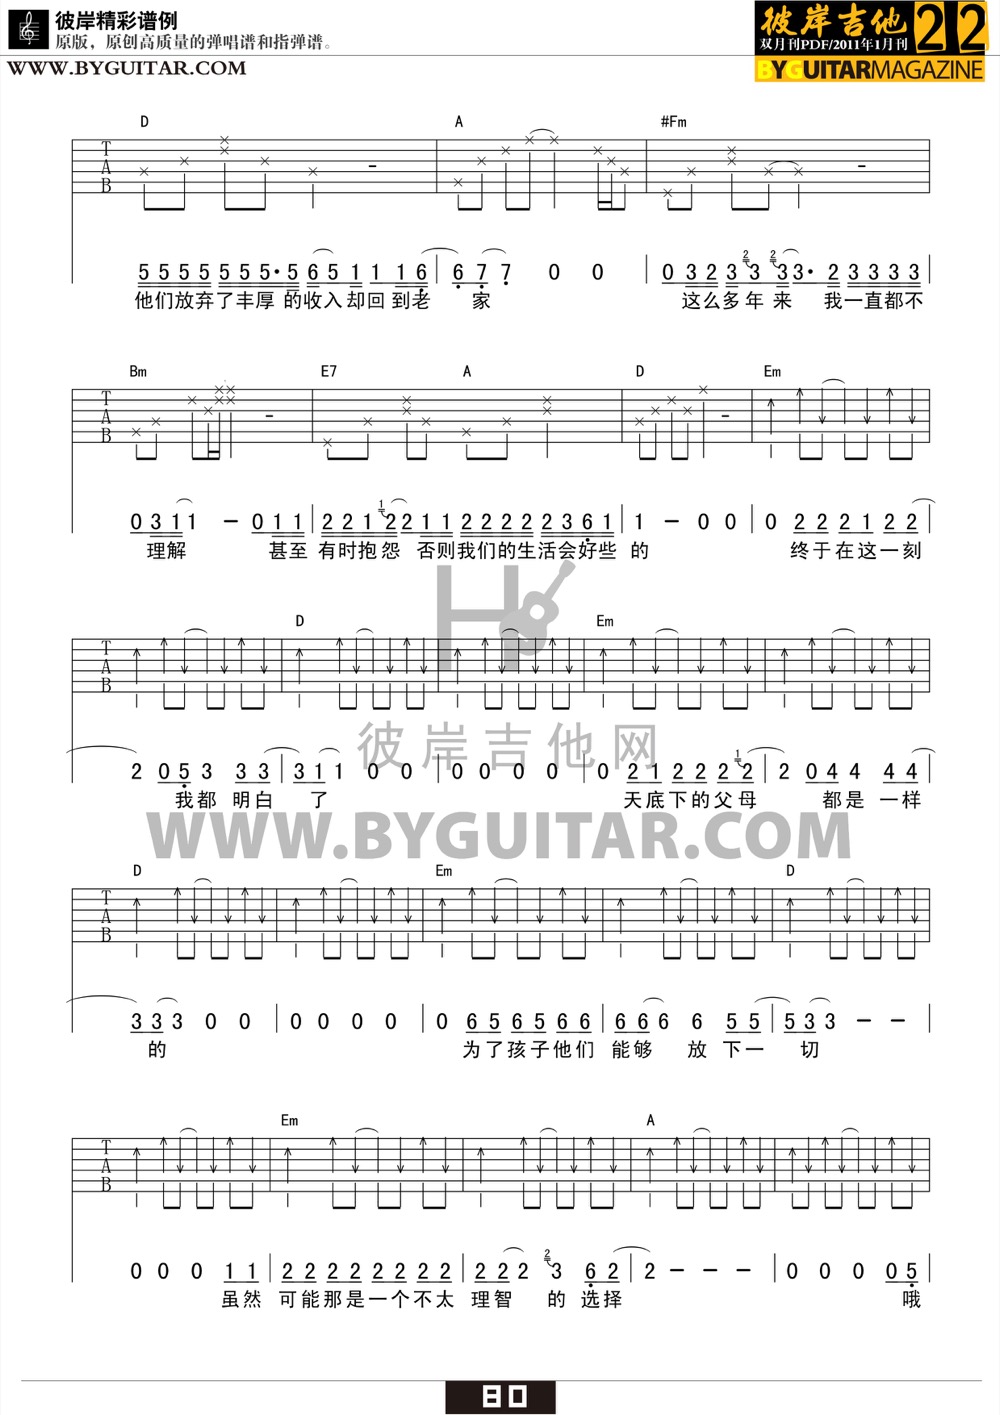 彼岸精彩谱例
原版，原创高质量的弹唱谱和指弹谱。
WWW.BYGUITAR.COM
彼岸吉他 22
双月刊PDF/2011年1月刊
BYGUITARMAGAZINE
D A #Fm
T
A
B
5 5 5 5 5 5 5· 5 6 5 1 1 1 6 6 7 7 0 0 0 3 2 3 2 3 2 3 3· 2 3 3 3 3
他们放弃了丰厚 的收入却回到老 家 这么多年来 我一直都不
Bm E7 A D Em
T
A
B
0 3 1 1 - 0 1 1 2 2 1 1 2 2 1 1 2 2 2 2 2 3 6 1 1 - 0 0 0 2 2 2 1 2 2
理解 甚至 有时抱怨 否则我们的生活会好些 的 终于在这一刻
D Em
T
A
B
2 0 5 3 3 3 3 1 1 0 0 0 0 0 0 0 2 1 2 2 2 1 2 2 0 4 4 4 4
我都 明白 了 天底下的父母 都是 一样
彼岸吉他网
WWW.BYGUITAR.COM
D Em D
T
A
B
3 3 3 0 0 0 0 0 0 0 6 5 6 5 6 6 6 6 6 6 5 5 5 3 3 - -
的 为了孩子他们 能够 放 下一 切
Em A
T
A
B
0 0 0 1 1 2 2 2 2 2 2 2 2 2 2 2 2 3 6 2 2 - - - 0 0 0 0 5
虽然 可能那是一个不太 理智 的 选择 哦
80